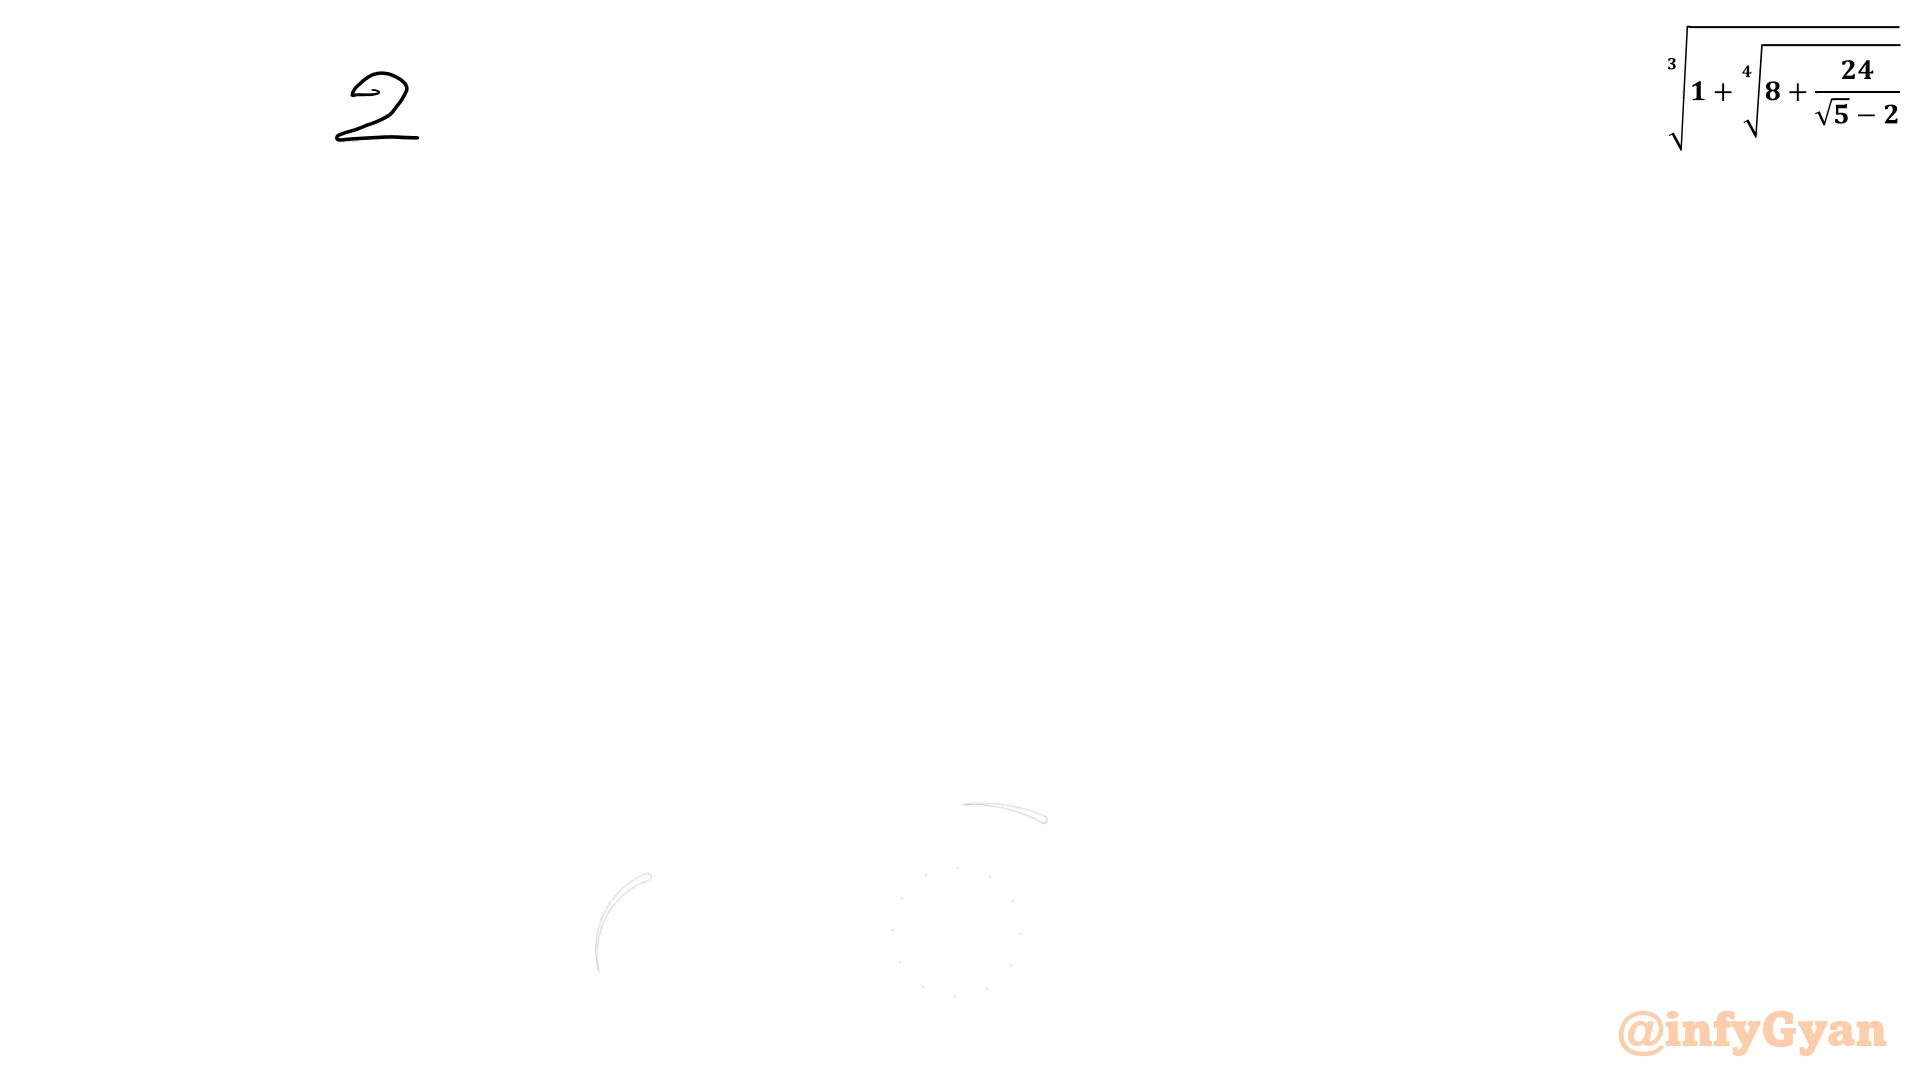 2
∛(1 + ∜(8 + 24/(√5 − 2)))
@infyGyan